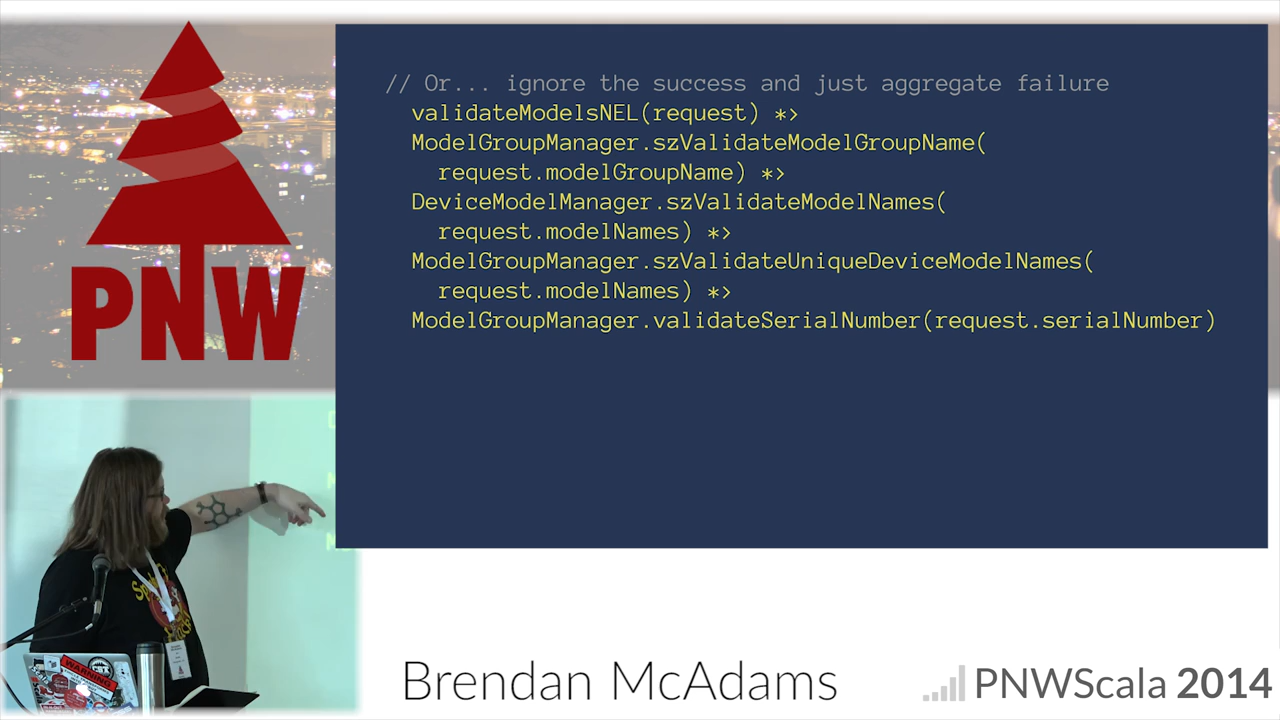 // Or... ignore the success and just aggregate failure
validateModelsNEL(request) *>
ModelGroupManager.szValidateModelGroupName(
request.modelGroupName) *>
DeviceModelManager.szValidateModelNames(
request.modelNames) *>
ModelGroupManager.szValidateUniqueDeviceModelNames(
request.modelNames) *>
ModelGroupManager.validateSerialNumber(request.serialNumber)
PNW
WARNING
Brendan McAdams
PNWScala 2014